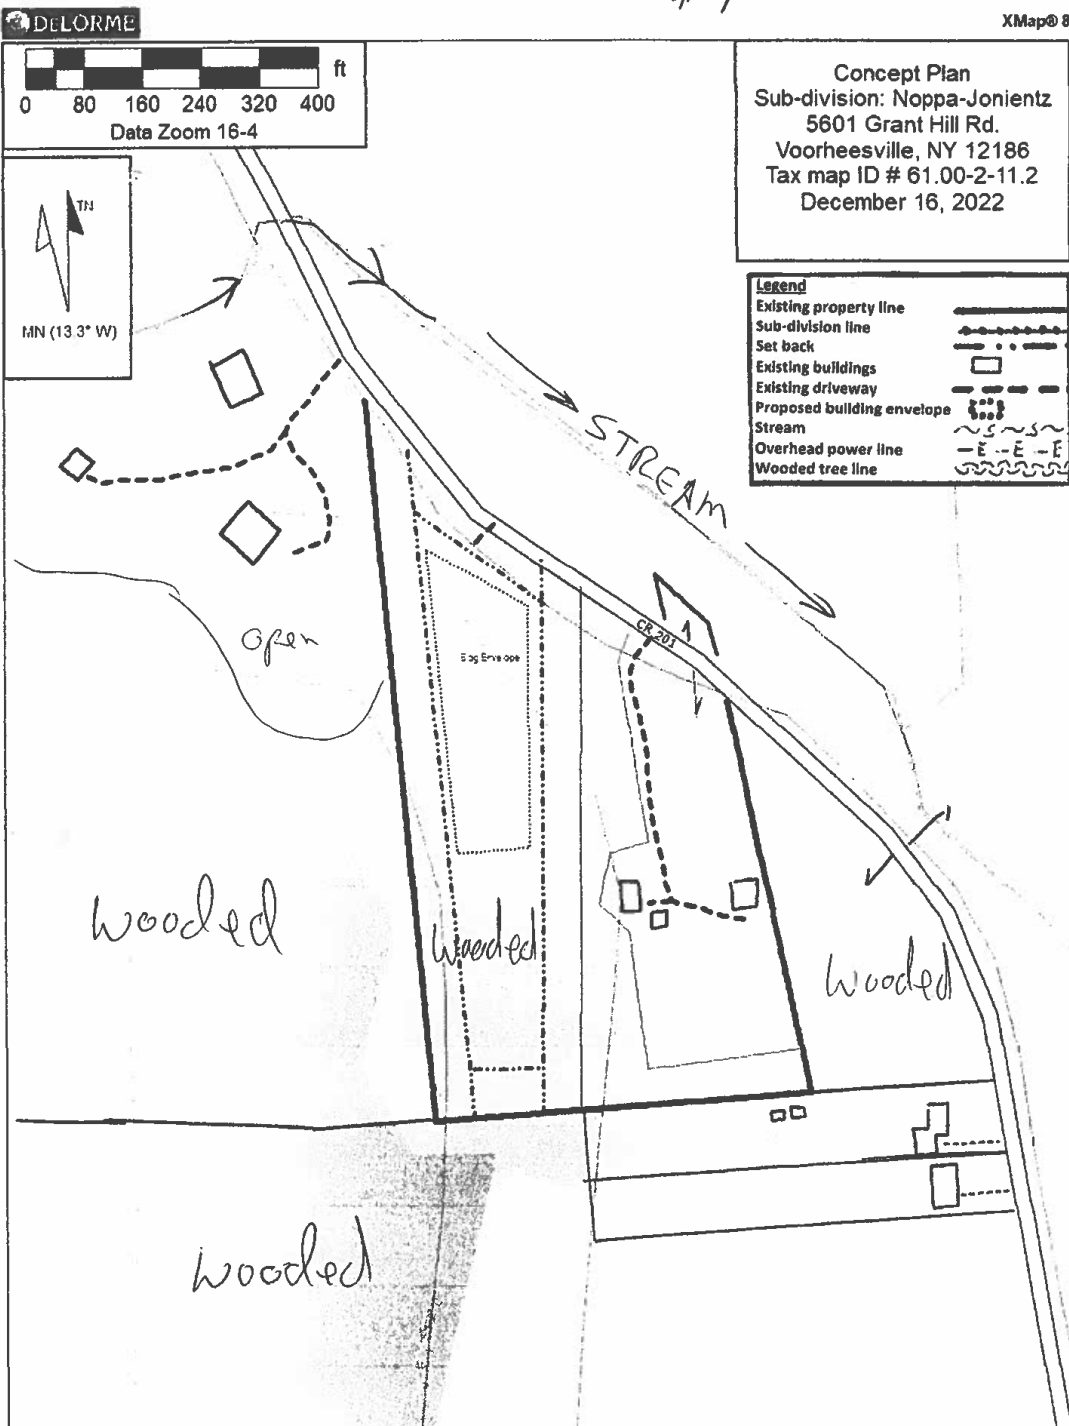 DELORME
XMap® 8
ft
0 80 160 240 320 400
Data Zoom 16-4
TN
MN (13.3° W)
Concept Plan
Sub-division: Noppa-Jonientz
5601 Grant Hill Rd.
Voorheesville, NY 12186
Tax map ID # 61.00-2-11.2
December 16, 2022
Legend
Existing property line
Sub-division line
Set back
Existing buildings
Existing driveway
Proposed building envelope
Stream
S S
Overhead power line
E E E
Wooded tree line
STREAM
open
CR 201
Envelope
Wooded
Wooded
Wooded
Wooded